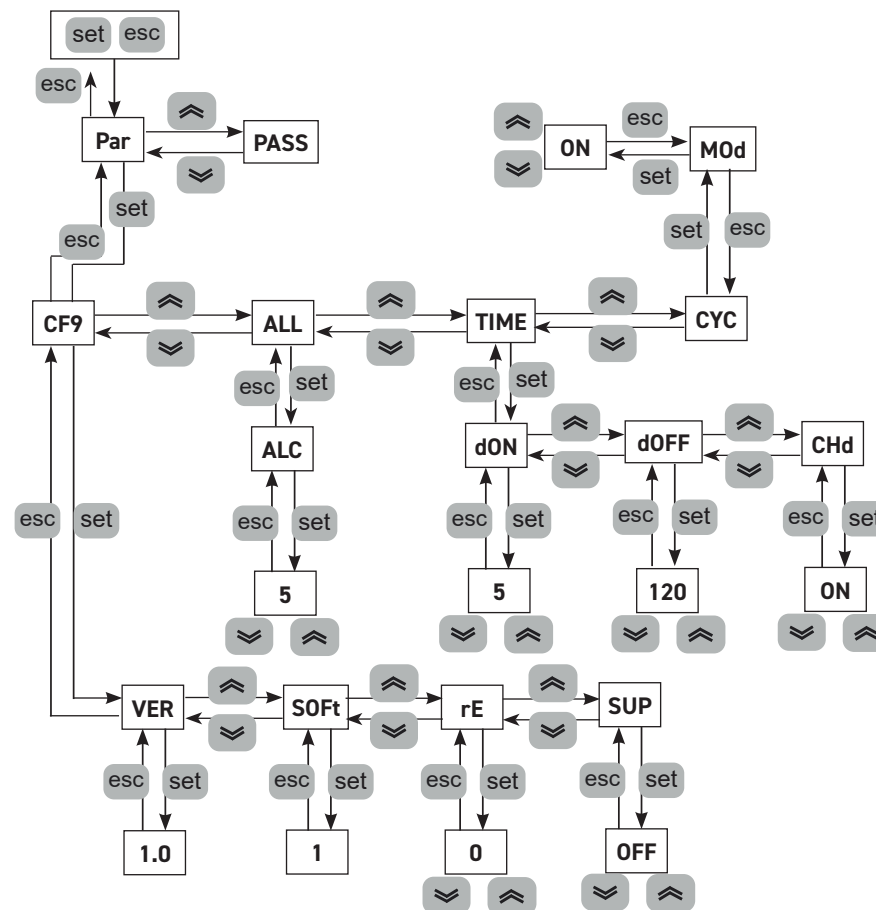 set esc
esc
Par
PASS
ON
esc
MOd
set
set
esc
set
esc
CF9
ALL
TIME
CYC
esc
set
esc
set
ALC
dON
dOFF
CHd
esc
set
esc
set
esc
set
esc
set
esc
set
5
5
120
ON
VER
SOFt
rE
SUP
esc
set
esc
set
esc
set
esc
set
1.0
1
0
OFF